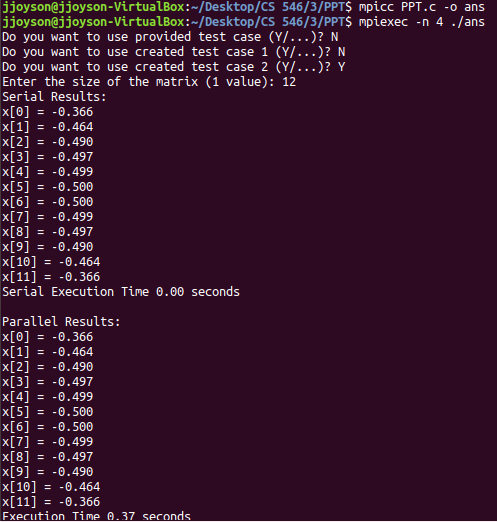 jjoyson@jjoyson-VirtualBox:~/Desktop/CS 546/3/PPT$ mpicc PPT.c -o ans
jjoyson@jjoyson-VirtualBox:~/Desktop/CS 546/3/PPT$ mpiexec -n 4 ./ans
Do you want to use provided test case (Y/...)? N
Do you want to use created test case 1 (Y/...)? N
Do you want to use created test case 2 (Y/...)? Y
Enter the size of the matrix (1 value): 12
Serial Results:
x[0] = -0.366
x[1] = -0.464
x[2] = -0.490
x[3] = -0.497
x[4] = -0.499
x[5] = -0.500
x[6] = -0.500
x[7] = -0.499
x[8] = -0.497
x[9] = -0.490
x[10] = -0.464
x[11] = -0.366
Serial Execution Time 0.00 seconds
Parallel Results:
x[0] = -0.366
x[1] = -0.464
x[2] = -0.490
x[3] = -0.497
x[4] = -0.499
x[5] = -0.500
x[6] = -0.500
x[7] = -0.499
x[8] = -0.497
x[9] = -0.490
x[10] = -0.464
x[11] = -0.366
Execution Time 0.37 seconds